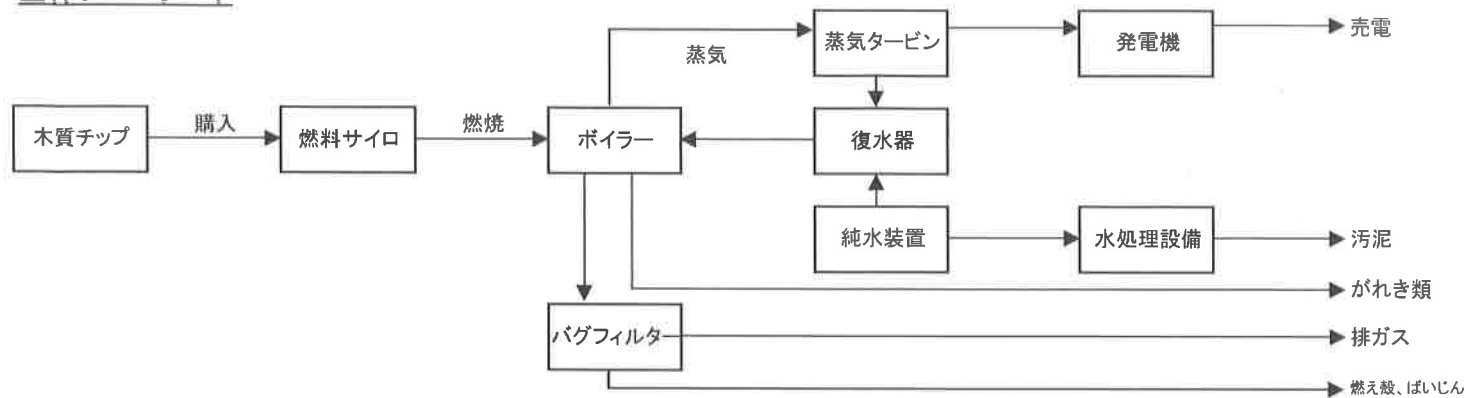 蒸気タービン
発電機
売電
蒸気
木質チップ
購入
燃料サイロ
燃焼
ボイラー
復水器
純水装置
水処理設備
汚泥
がれき類
バグフィルタ
排ガス
燃え殻、ばいじん